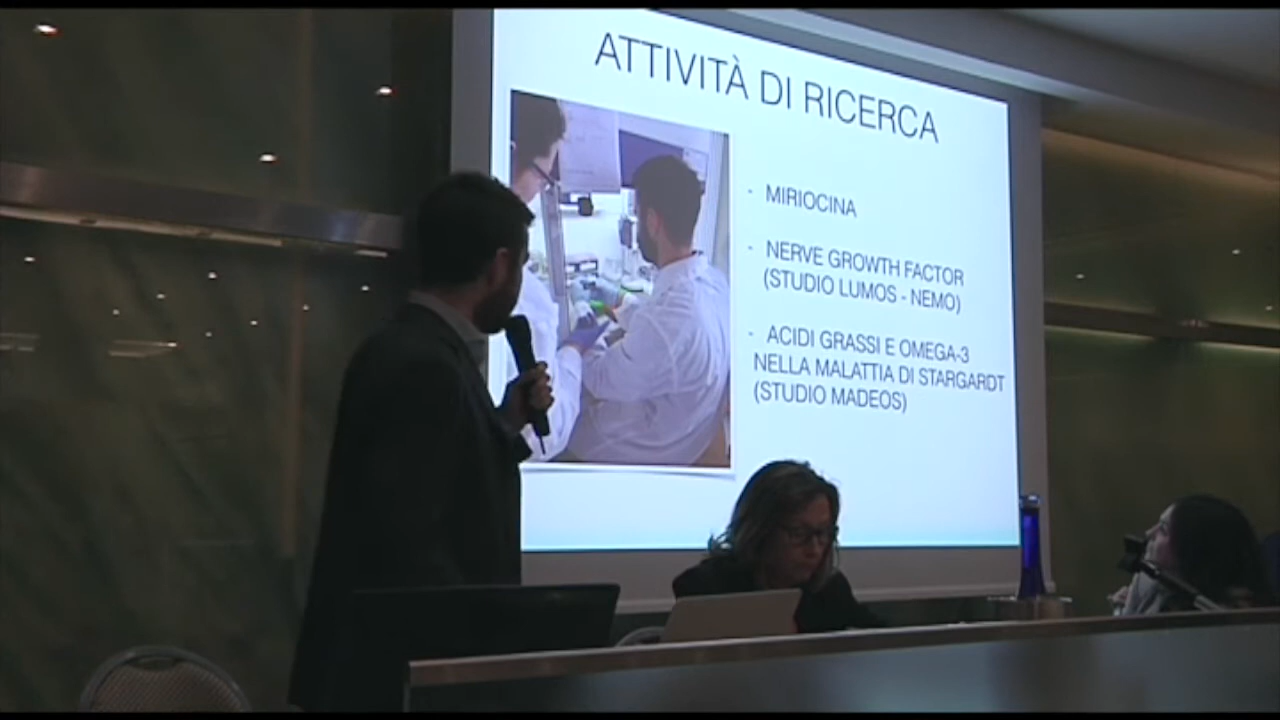 ATTIVITÀ DI RICERCA
- MIRIOCINA
- NERVE GROWTH FACTOR
(STUDIO LUMOS - NEMO)
- ACIDI GRASSI E OMEGA-3
NELLA MALATTIA DI STARGARDT
(STUDIO MADEOS)